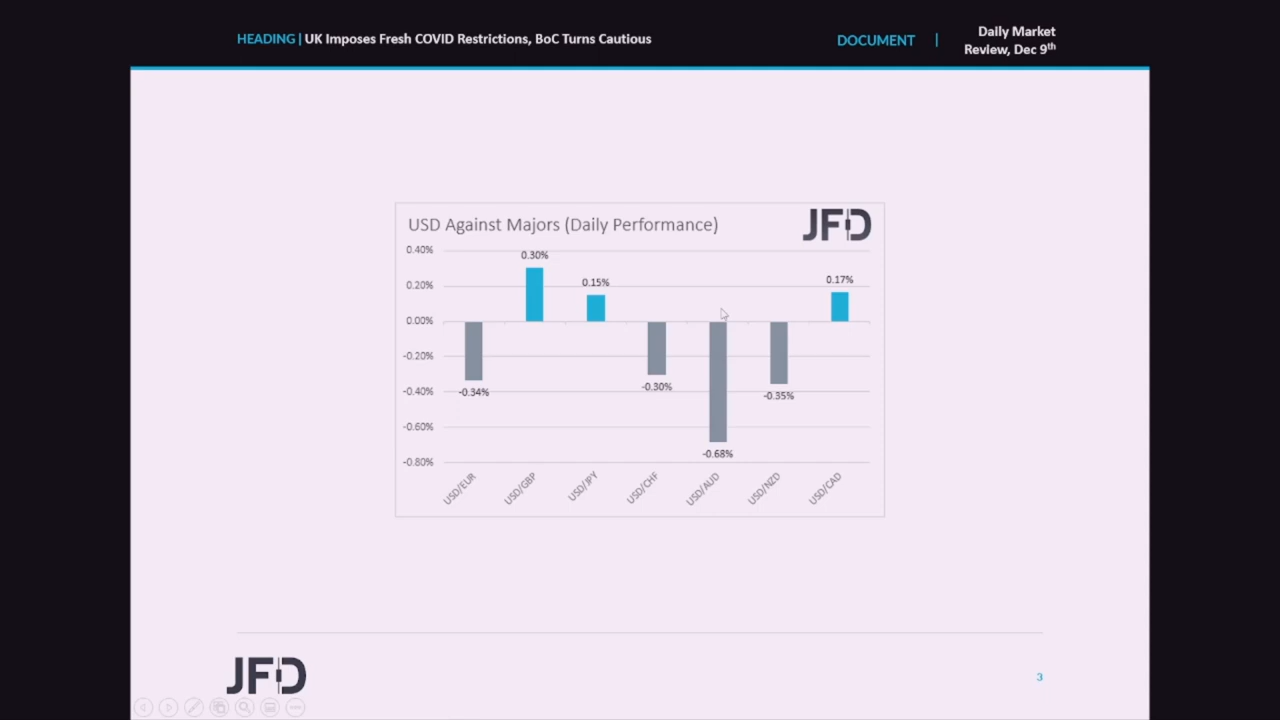 HEADING | UK Imposes Fresh COVID Restrictions, BoC Turns Cautious
DOCUMENT |
Daily Market
Review, Dec 9th
USD Against Majors (Daily Performance)
JFD
0.40%
0.20%
0.00%
-0.20%
-0.40%
-0.60%
-0.80%
-0.34%
0.30%
0.15%
-0.30%
-0.68%
-0.35%
0.17%
USD/EUR
USD/GBP
USD/JPY
USD/CHF
USD/AUD
USD/NZD
USD/CAD
JFD
3